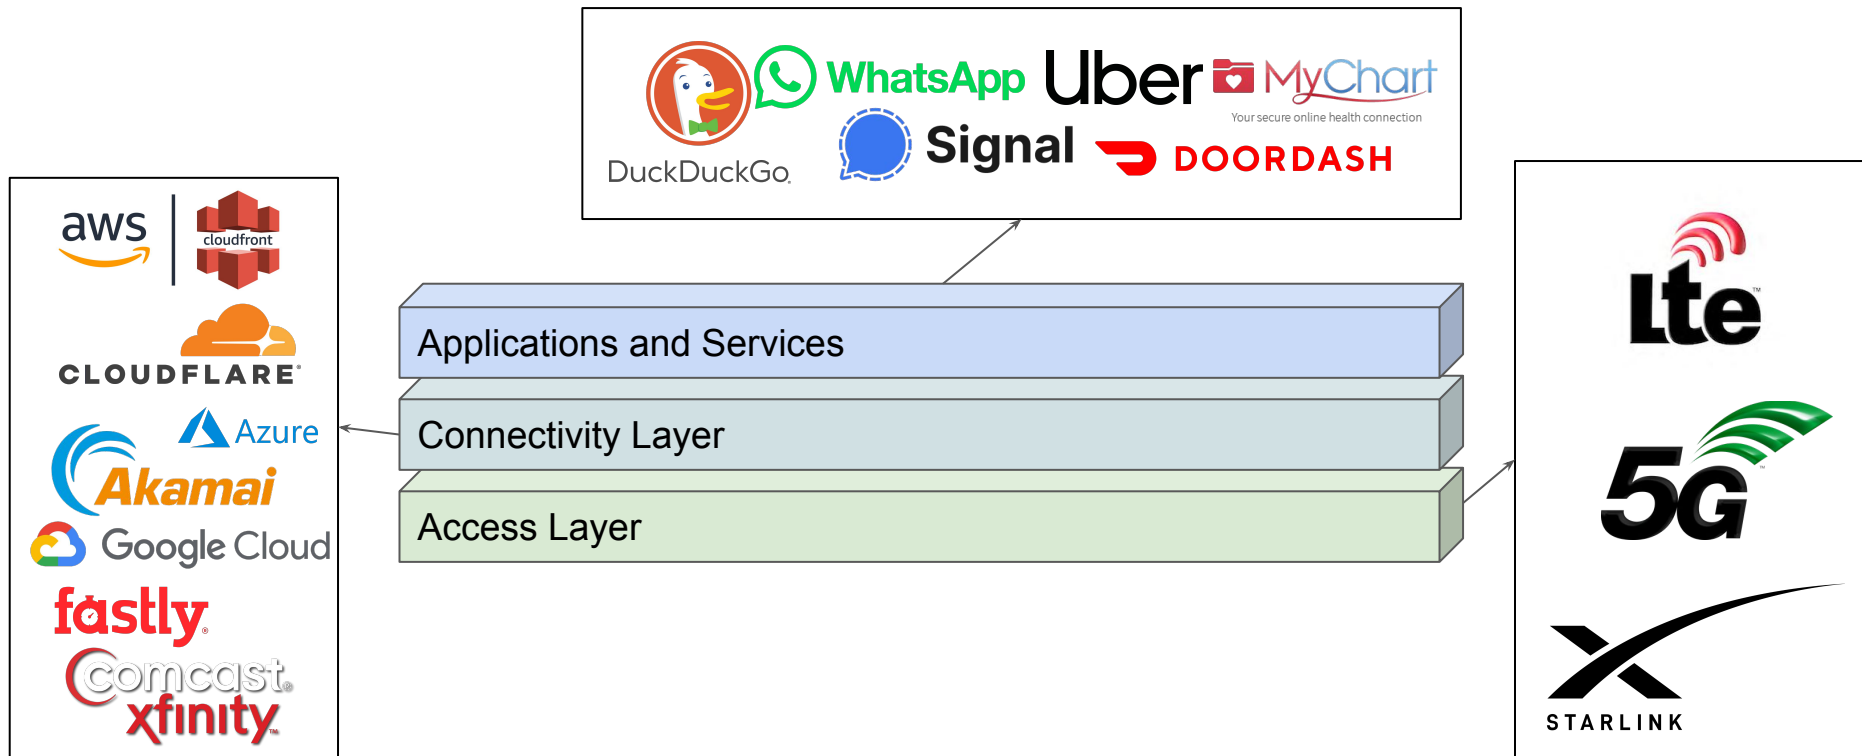 DuckDuckGo
WhatsApp
Uber
MyChart
Your secure online health connection
Signal
DOORDASH
aws
cloudfront
CLOUDFLARE
Azure
Akamai
Google Cloud
fastly
comcast
xfinity
Applications and Services
Connectivity Layer
Access Layer
Lte
5G
STARLINK